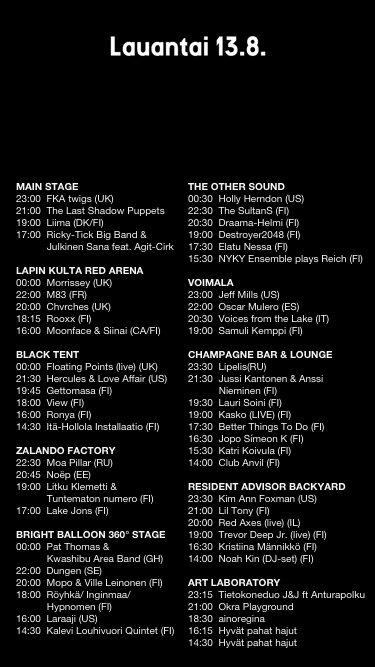 Lauantai 13.8.
MAIN STAGE
23:00 FKA twigs (UK)
21:00 The Last Shadow Puppets
19:00 Liima (DK/FI)
17:00 Ricky-Tick Big Band &
Julkinen Sana feat. Agit-Cirk
LAPIN KULTA RED ARENA
00:00 Morrissey (UK)
22:00 M83 (FR)
20:00 Chvrches (UK)
18:15 Rooxx (FI)
16:00 Moonface & Siinai (CA/FI)
BLACK TENT
00:00 Floating Points (live) (UK)
21:30 Hercules & Love Affair (US)
19:45 Gettomasa (FI)
18:00 View (FI)
16:00 Ronya (FI)
14:30 Itä-Hollola Installaatio (FI)
ZALANDO FACTORY
22:30 Moa Pillar (RU)
20:45 Noëp (EE)
19:00 Litku Klemetti &
Tuntematon numero (FI)
17:00 Lake Jons (FI)
BRIGHT BALLOON 360° STAGE
00:00 Pat Thomas &
Kwashibu Area Band (GH)
22:00 Dungen (SE)
20:00 Mopo & Ville Leinonen (FI)
18:00 Röyhkä/ Inginmaa/
Hypnomen (FI)
16:00 Laraaji (US)
14:30 Kalevi Louhivuori Quintet (FI)
THE OTHER SOUND
00:30 Holly Herndon (US)
22:30 The SultanS (FI)
20:30 Draama-Helmi (FI)
19:00 Destroyer2048 (FI)
17:30 Elatu Nessa (FI)
15:30 NYKY Ensemble plays Reich (FI)
VOIMALA
23:00 Jeff Mills (US)
22:00 Oscar Mulero (ES)
20:30 Voices from the Lake (IT)
19:00 Samuli Kemppi (FI)
CHAMPAGNE BAR & LOUNGE
23:30 Lipelis(RU)
21:30 Jussi Kantonen & Anssi
Nieminen (FI)
19:30 Lauri Soini (FI)
19:00 Kasko (LIVE) (FI)
17:30 Better Things To Do (FI)
16:30 Jopo Simeon K (FI)
15:30 Katri Koivula (FI)
14:00 Club Anvil (FI)
RESIDENT ADVISOR BACKYARD
23:30 Kim Ann Foxman (US)
21:00 Lil Tony (FI)
20:00 Red Axes (live) (IL)
19:00 Trevor Deep Jr. (live) (FI)
16:30 Kristiina Männikkö (FI)
14:00 Noah Kin (DJ-set) (FI)
ART LABORATORY
23:15 Tietokoneduo J&J ft Anturapolku
21:00 Okra Playground
18:30 ainoregina
16:15 Hyvät pahat hajut
14:30 Hyvät pahat hajut